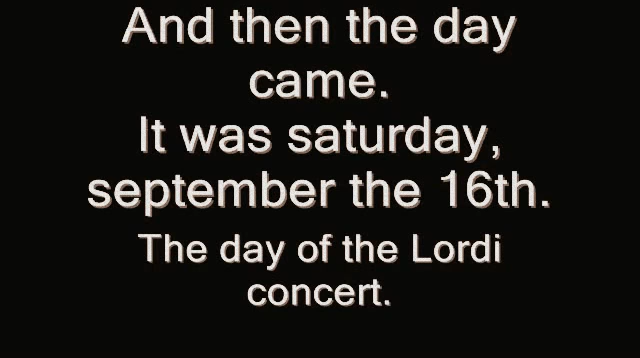 And then the day
came.
It was saturday,
september the 16th.
The day of the Lordi
concert.